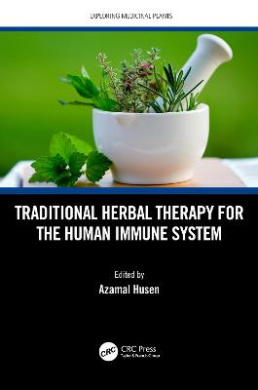 EXPLORING MEDICINAL PLANTS
TRADITIONAL HERBAL THERAPY FOR
THE HUMAN IMMUNE SYSTEM
Edited by
Azamal Husen
CRC
CRC Press
Taylor & Francis Group